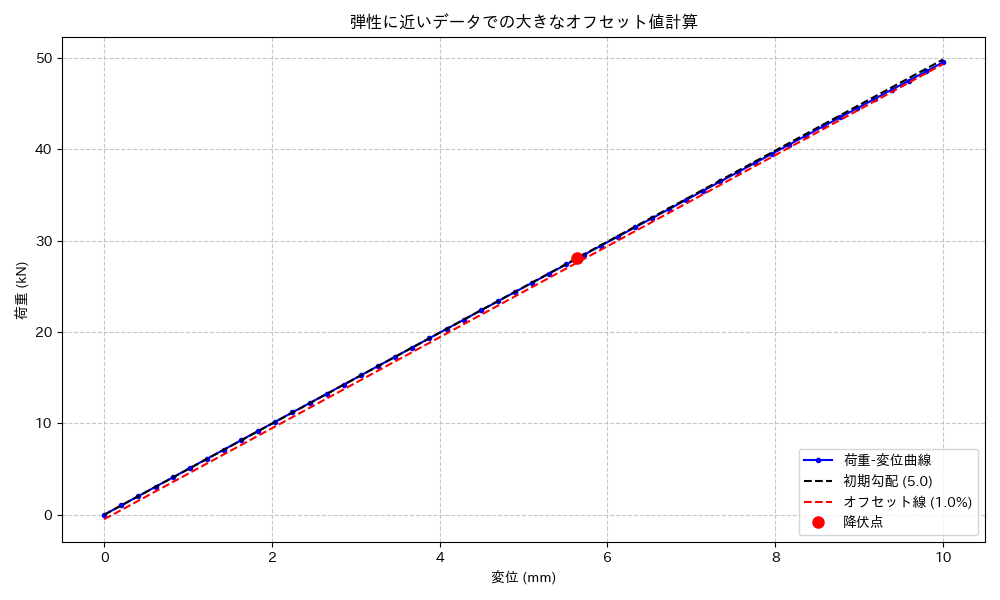 弾性に近いデータでの大きなオフセット値計算
荷重 (kN)
50
40
30
20
10
0
0 2 4 6 8 10
変位 (mm)
荷重-変位曲線
初期勾配 (5.0)
オフセット線 (1.0%)
降伏点